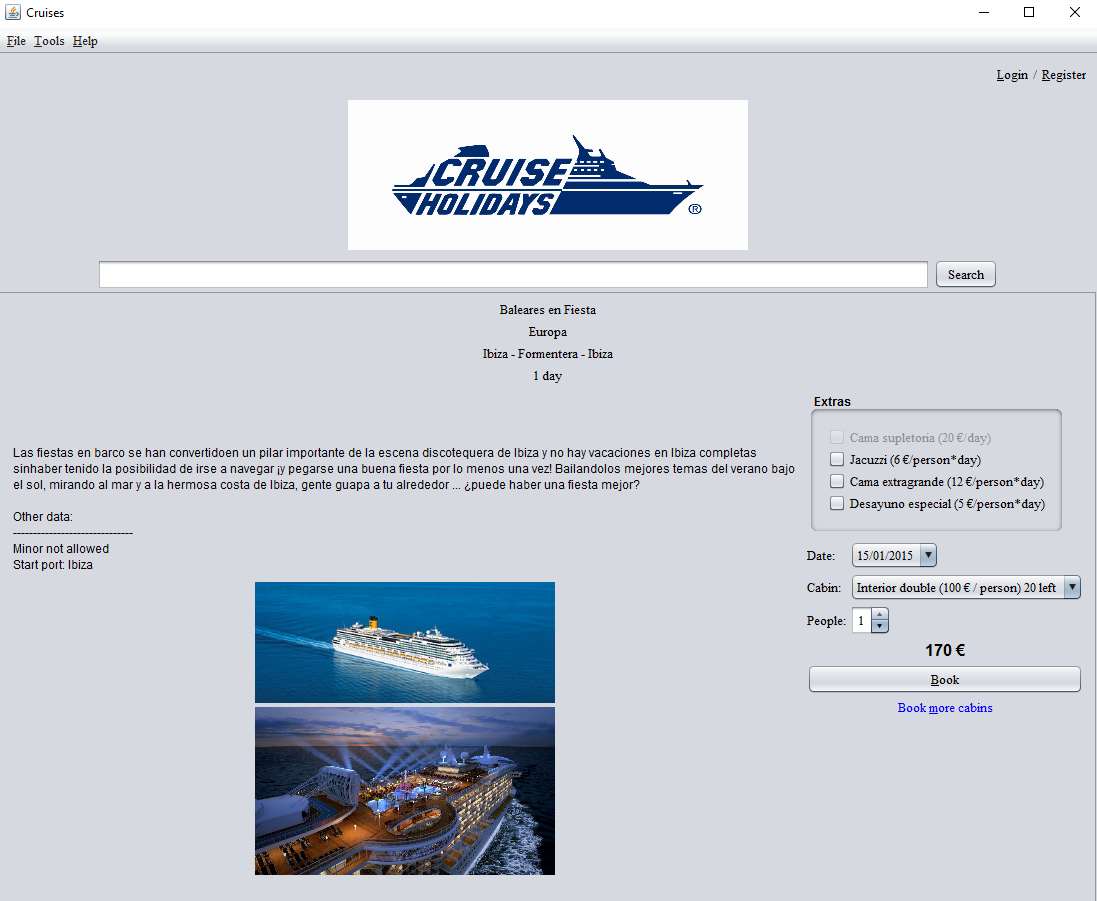 Cruises
File Tools Help
Login / Register
CRUISE
HOLIDAYS
®
Search
Baleares en Fiesta
Europa
Ibiza - Formentera - Ibiza
1 day
Las fiestas en barco se han convertidoen un pilar importante de la escena discotequera de Ibiza y no hay vacaciones en Ibiza completas
sinhaber tenido la posibilidad de irse a navegar ¡y pegarse una buena fiesta por lo menos una vez! Bailandolos mejores temas del verano bajo
el sol, mirando al mar y a la hermosa costa de Ibiza, gente guapa a tu alrededor ... ¿puede haber una fiesta mejor?
Other data:
------------------------------
Minor not allowed
Start port: Ibiza
Extras
Cama supletoria (20 €/day)
Jacuzzi (6 €/person*day)
Cama extragrande (12 €/person*day)
Desayuno especial (5 €/person*day)
Date: 15/01/2015
Cabin: Interior double (100 € / person) 20 left
People: 1
170 €
Book
Book more cabins